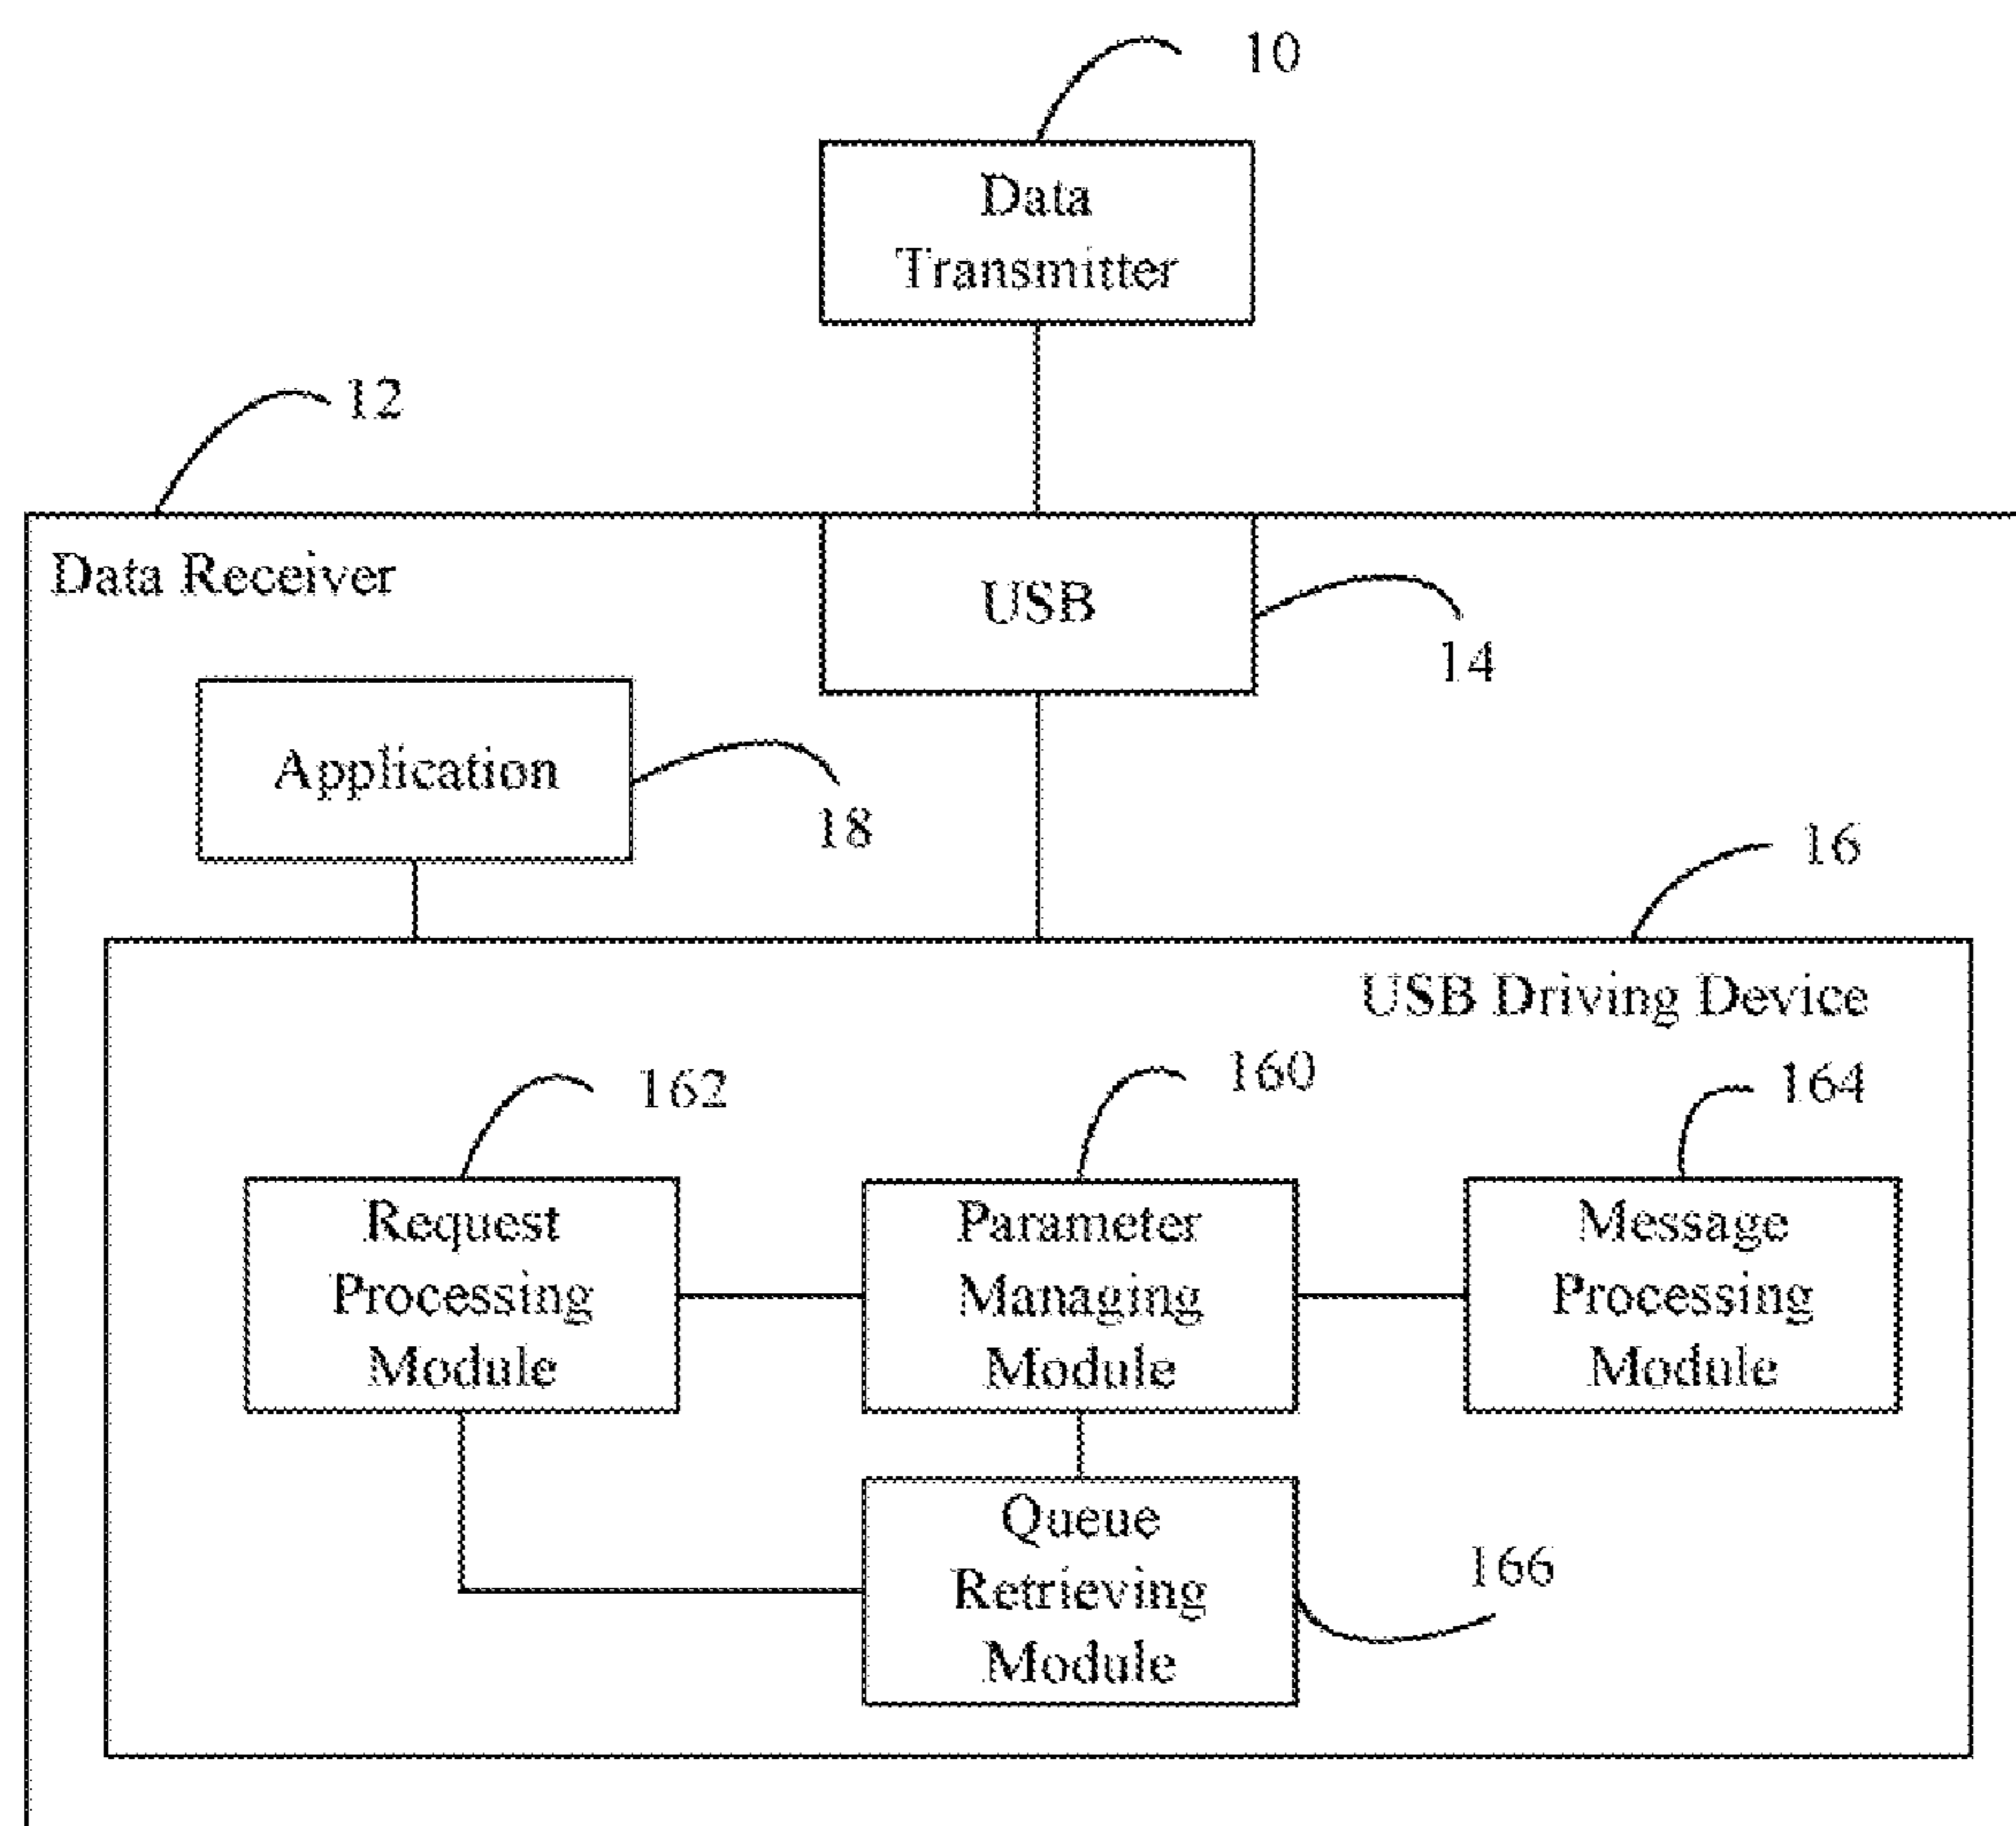 10
Data
Transmitter
12
Data Receiver
USB
14
Application
18
16
USB Driving Device
162
160
164
Request
Processing
Module
Parameter
Managing
Module
Message
Processing
Module
Queue
Retrieving
Module
166